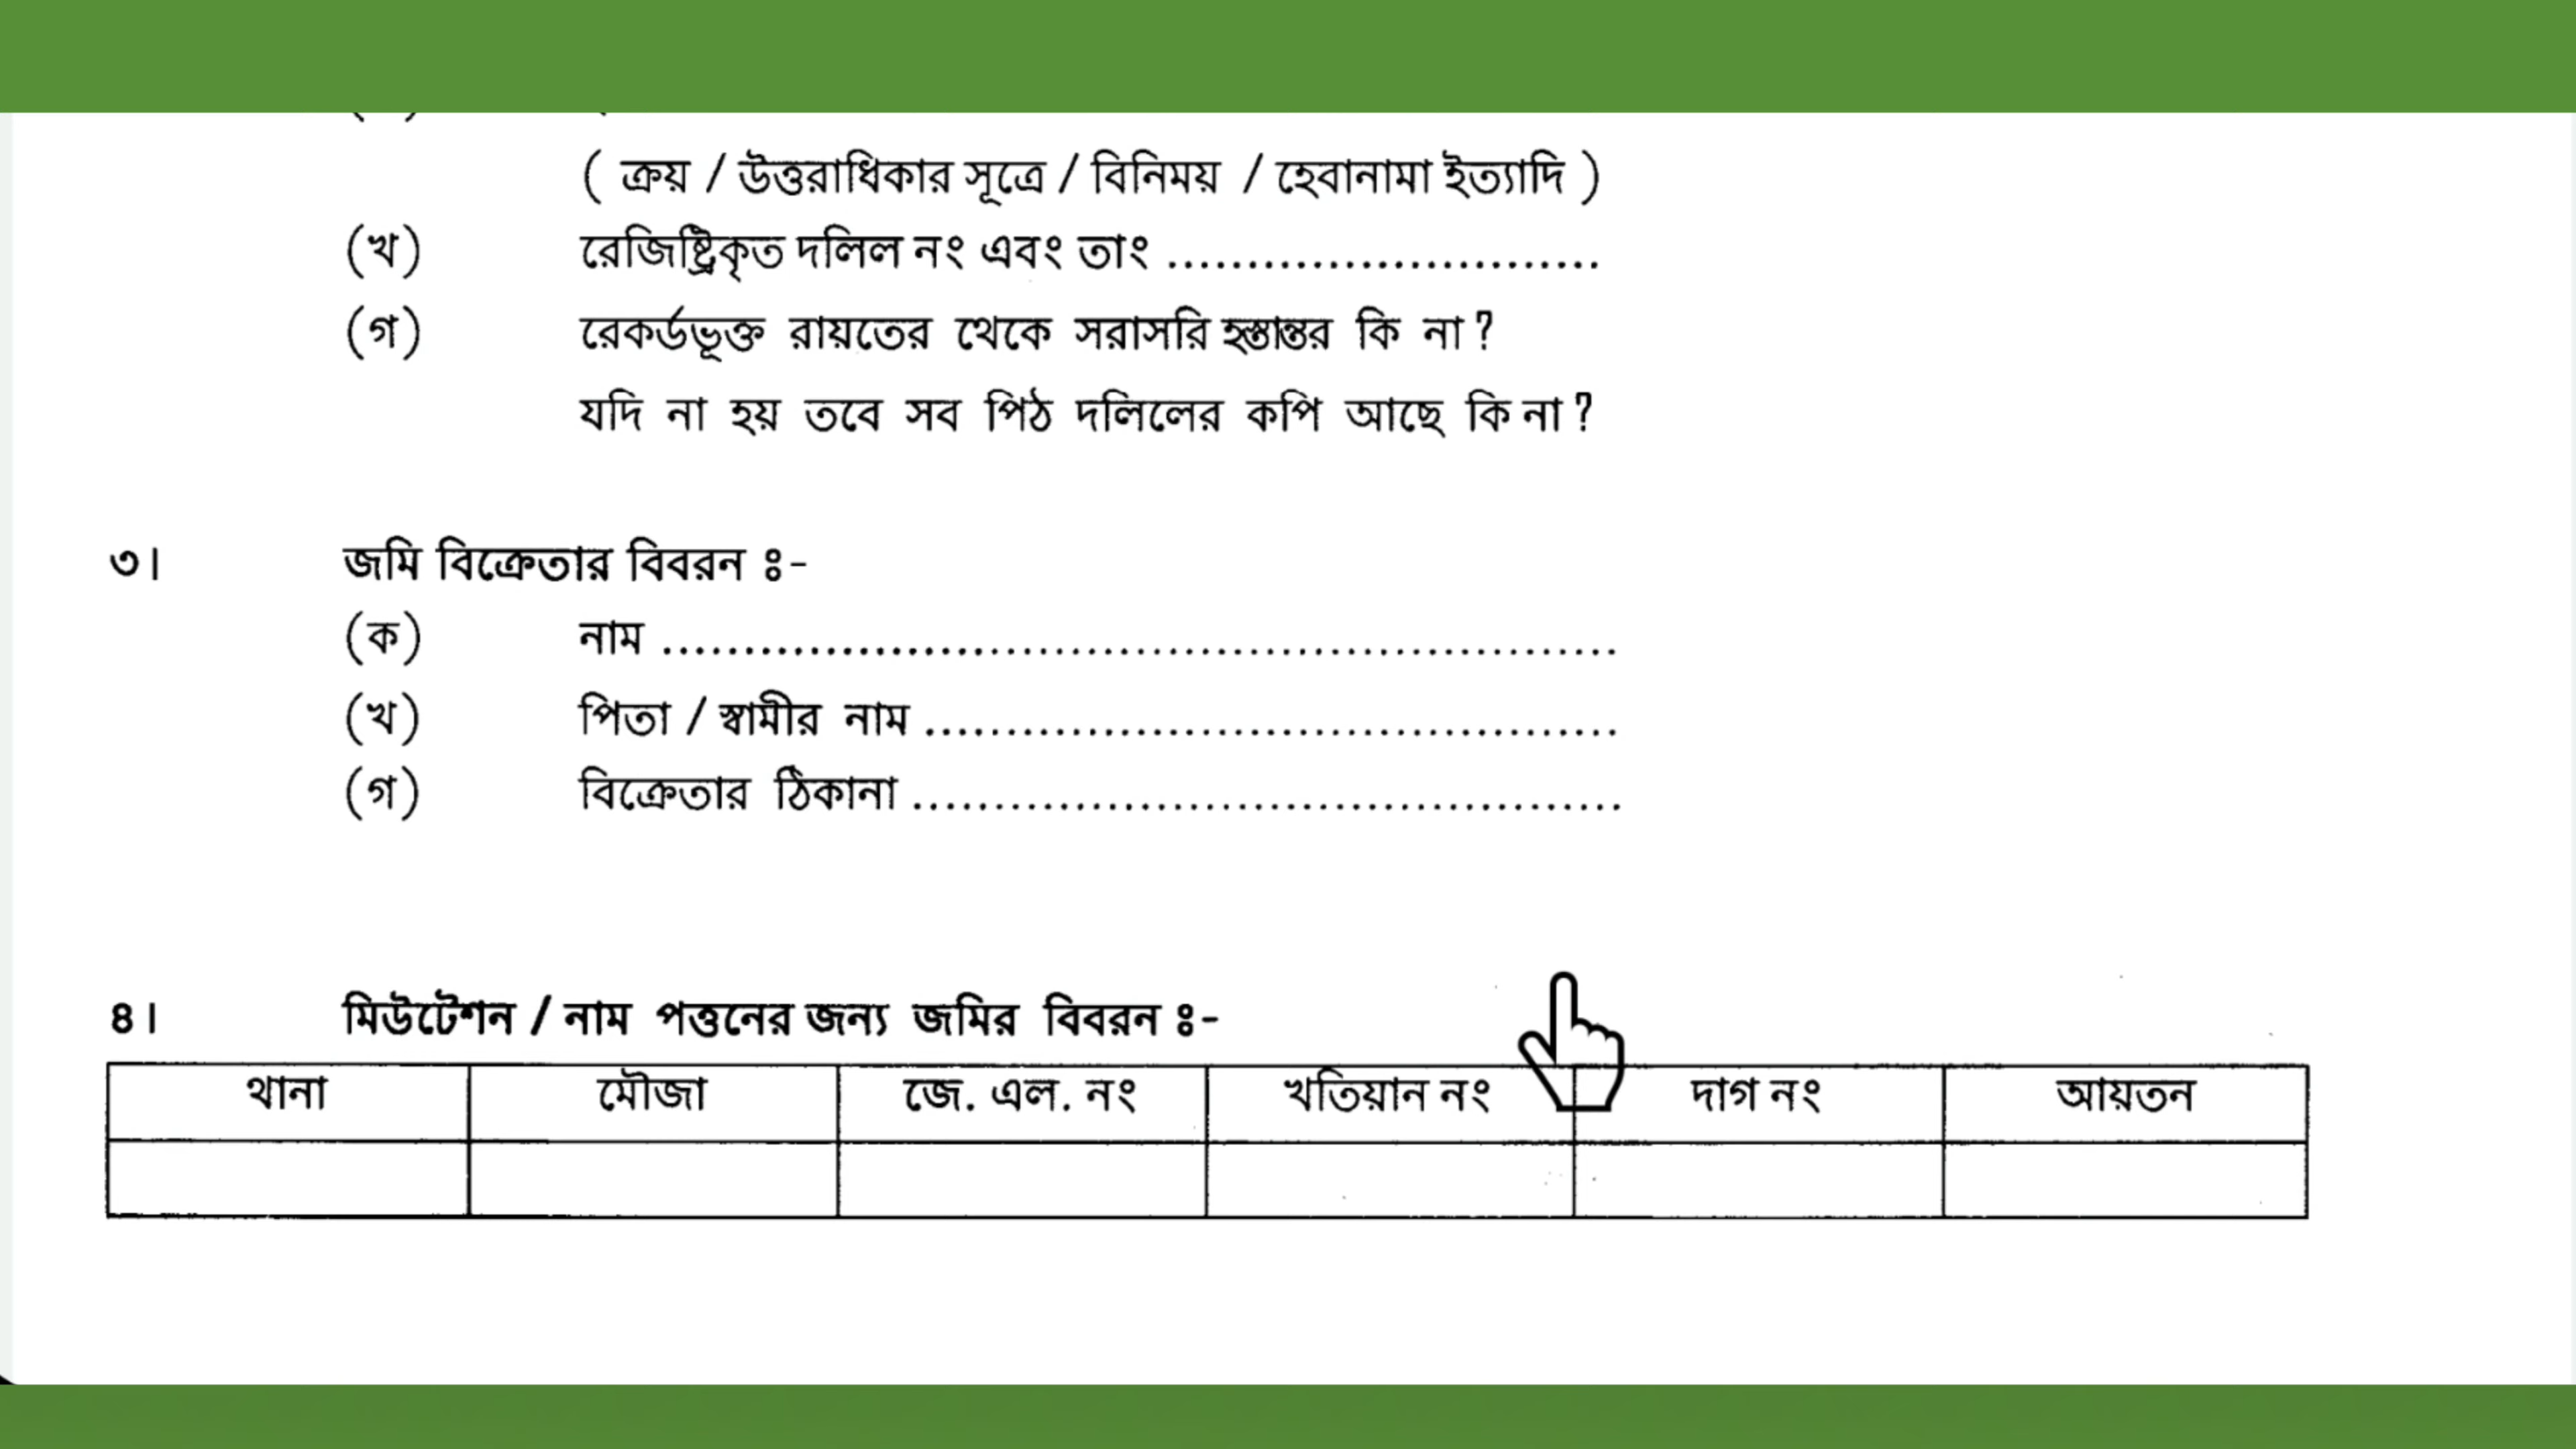 ( ক্রয় / উত্তরাধিকার সূত্রে / বিনিময় / হেবানামা ইত্যাদি )
(খ) রেজিষ্ট্রিকৃত দলিল নং এবং তাং ...........................
(গ) রেকর্ডভূক্ত রায়তের থেকে সরাসরি হস্তান্তর কি না ?
যদি না হয় তবে সব পিঠ দলিলের কপি আছে কি না ?
৩। জমি বিক্রেতার বিবরন ঃ-
(ক) নাম ............................................................
(খ) পিতা / স্বামীর নাম ...........................................
(গ) বিক্রেতার ঠিকানা ............................................
৪। মিউটেশন / নাম পত্তনের জন্য জমির বিবরন ঃ-
থানা মৌজা জে. এল. নং খতিয়ান নং দাগ নং আয়তন